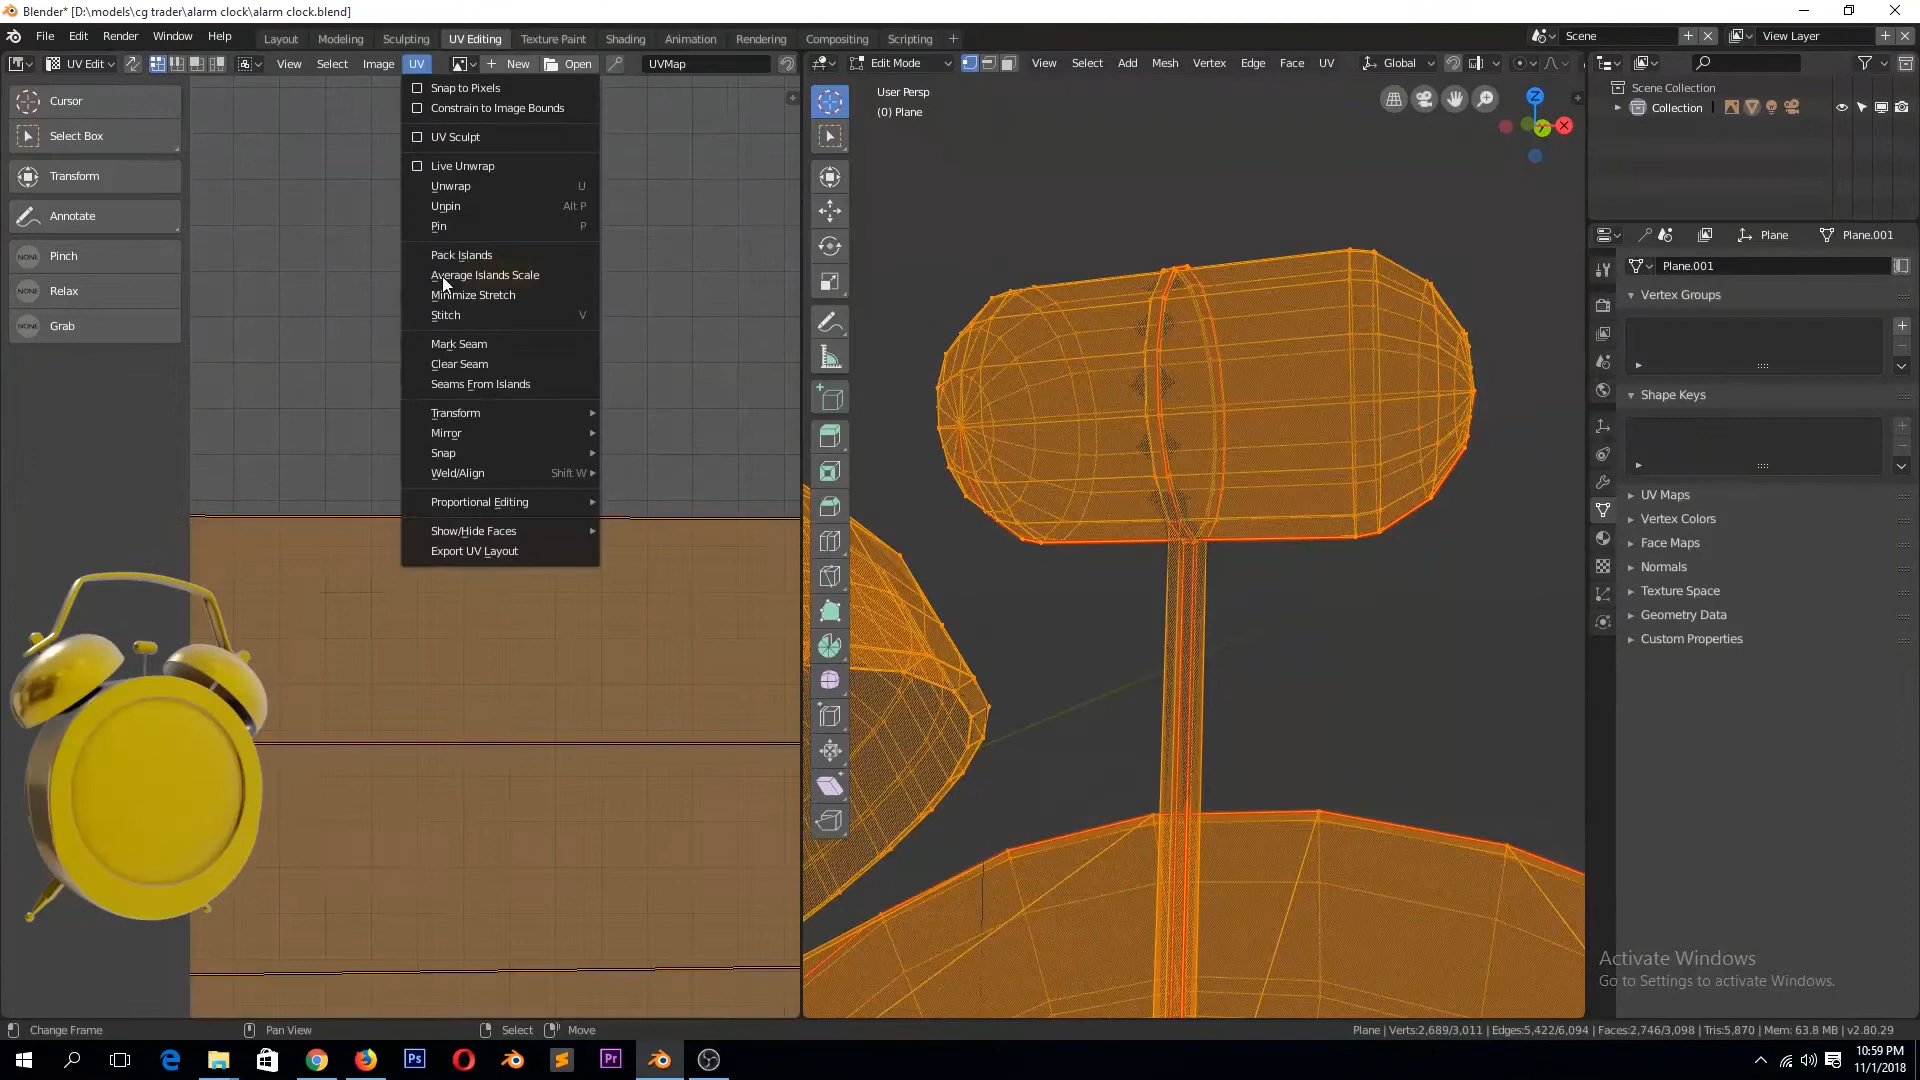 Blender* [D:\models\cg trader\alarm clock\alarm clock.blend]
File Edit Render Window Help
Layout Modeling Sculpting UV Editing Texture Paint Shading Animation Rendering Compositing Scripting +
Scene
View Layer
UV Edit View Select Image UV New Open UVMap
Edit Mode View Select Add Mesh Vertex Edge Face UV Global
Cursor
Select Box
Transform
Annotate
NONE Pinch
NONE Relax
NONE Grab
Snap to Pixels
Constrain to Image Bounds
UV Sculpt
Live Unwrap
Unwrap U
Unpin Alt P
Pin P
Pack Islands
Average Islands Scale
Minimize Stretch
Stitch V
Mark Seam
Clear Seam
Seams From Islands
Transform
Mirror
Snap
Weld/Align Shift W
Proportional Editing
Show/Hide Faces
Export UV Layout
User Persp
(0) Plane
Z
Y
X
Scene Collection
Collection
Plane Plane.001
Plane.001
Vertex Groups
Shape Keys
UV Maps
Vertex Colors
Face Maps
Normals
Texture Space
Geometry Data
Custom Properties
Activate Windows
Go to Settings to activate Windows.
Change Frame Pan View Select Move
Plane | Verts:2,689/3,011 | Edges:5,422/6,094 | Faces:2,746/3,098 | Tris:5,870 | Mem: 63.8 MB | v2.80.29
Ps
Pr
10:59 PM
11/1/2018